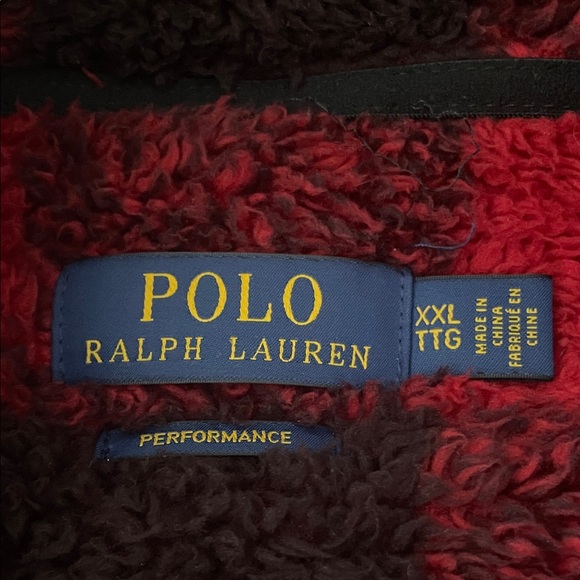 POLO
RALPH LAUREN
XXL
TTG
MADE IN
CHINA
FABRIQUÉ EN
CHINE
PERFORMANCE